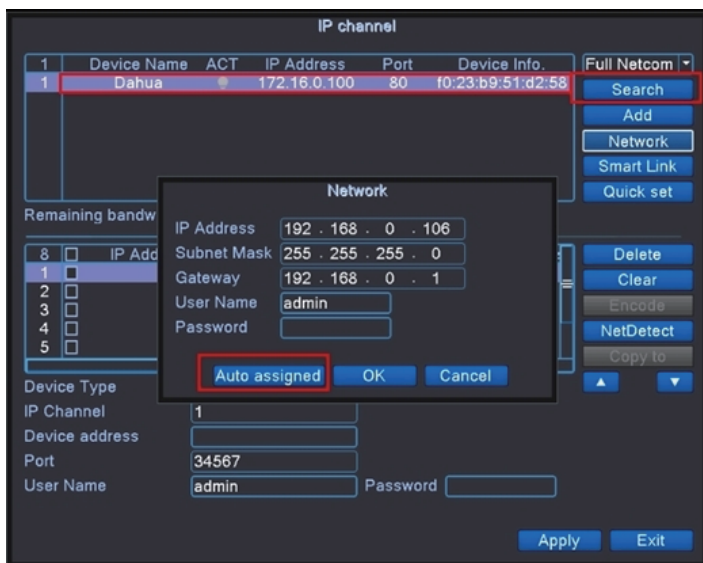 IP channel
1 Device Name ACT IP Address Port Device Info. Full Netcom
1 Dahua 172.16.0.100 80 f0:23:b9:51:d2:58 Search
Add
Network
Smart Link
Quick set
Network
Remaining bandw
IP Address 192 . 168 . 0 . 106
Subnet Mask 255 . 255 . 255 . 0
Gateway 192 . 168 . 0 . 1
User Name admin
Password
Auto assigned OK Cancel
8 IP Add Delete
1 Clear
2
3 Encode
4 NetDetect
5 Copy to
Device Type
IP Channel 1
Device address
Port 34567
User Name admin Password
Apply Exit